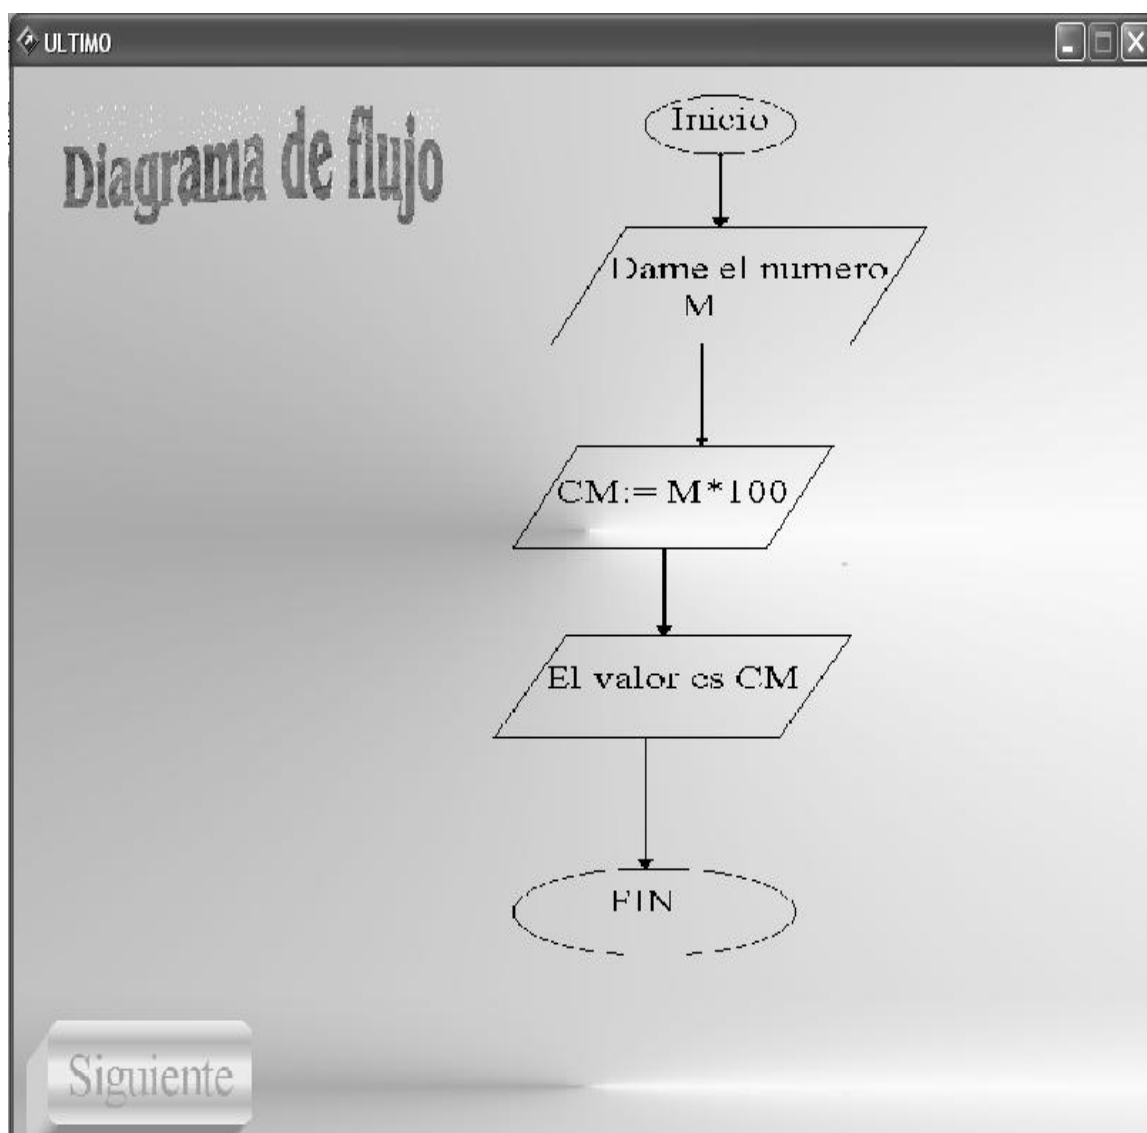 ULTIMO
Diagrama de flujo
Inicio
Dame el numero
M
CM:= M*100
El valor es CM
FIN
Siguiente